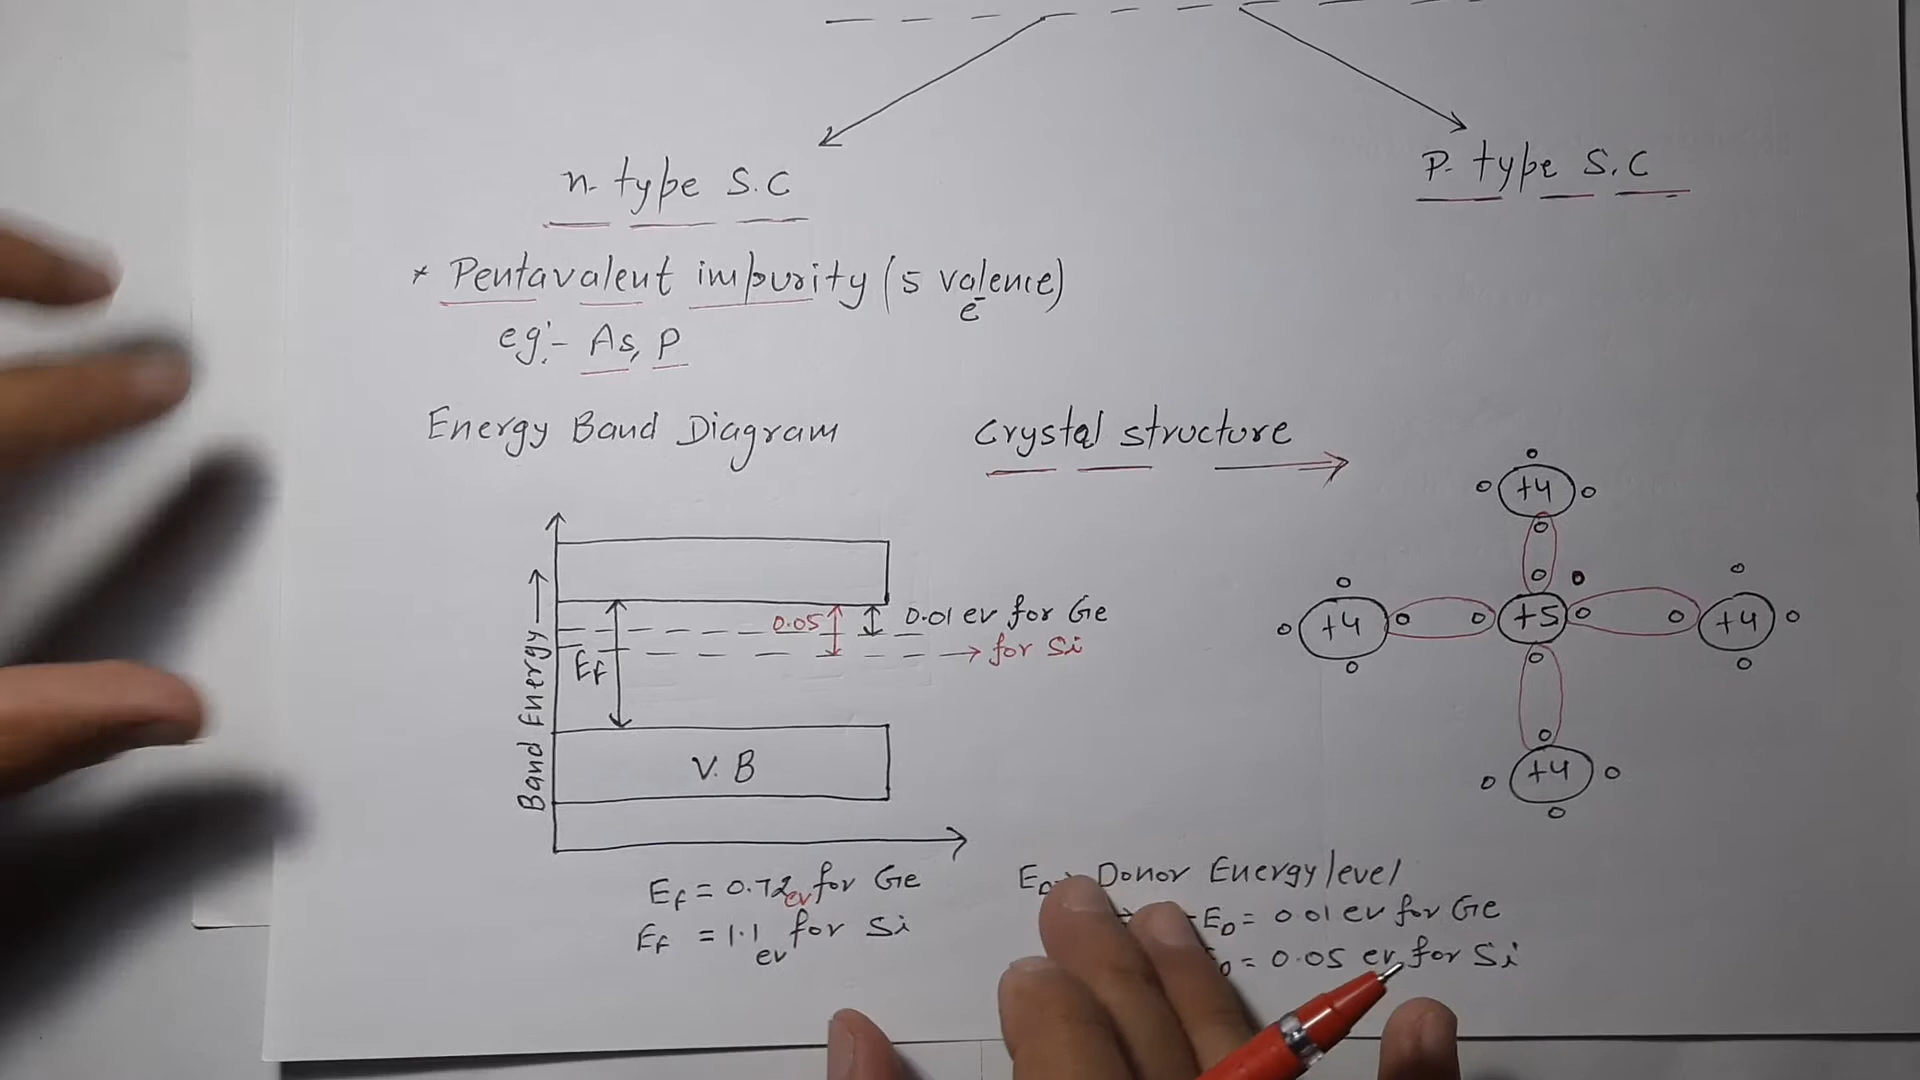 n-type S.C
P-type S.C
* Pentavalent impurity (5 valence)
e-
eg:- As, P
Energy Band Diagram
Crystal structure
+4
+4
+5
+4
+4
Band Energy
0.05
0.01 ev for Ge
for Si
Ef
V.B
Ef = 0.72 ev for Ge
Ef = 1.1 ev for Si
ED → Donor Energy level
ED = 0.01 ev for Ge
D = 0.05 ev for Si